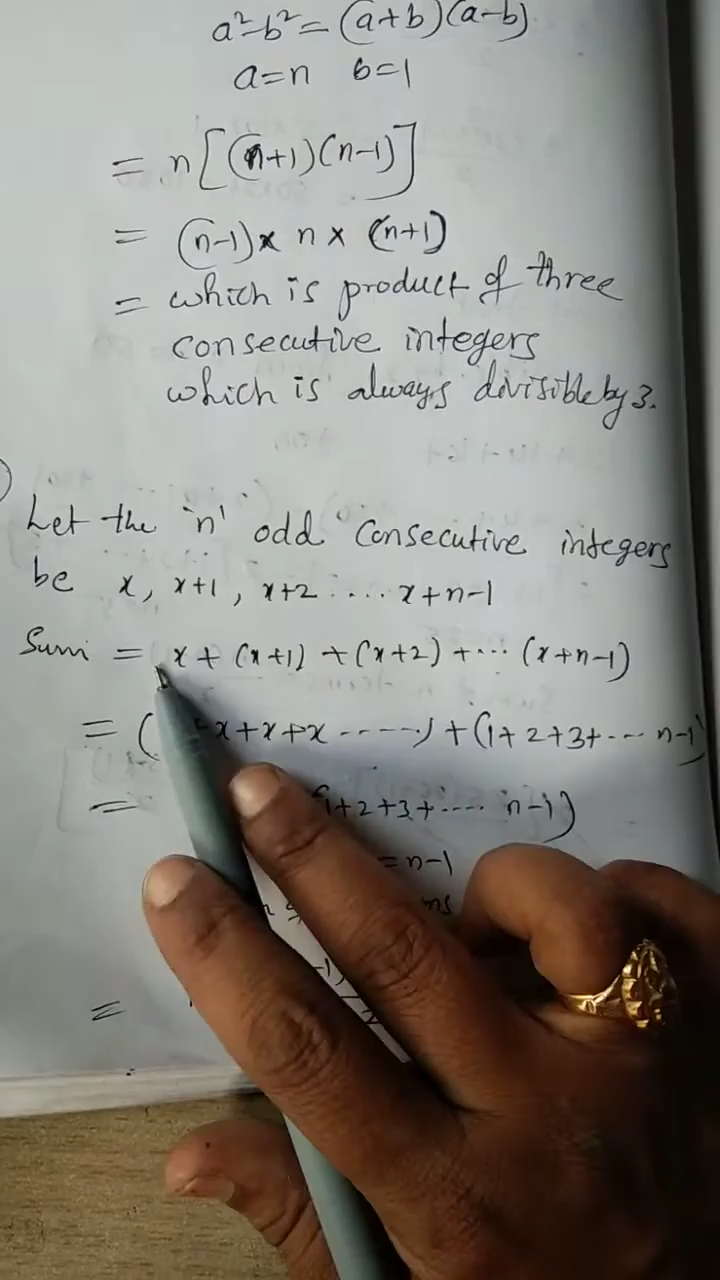 a²-b² = (a+b)(a-b)
a=n b=1
= n[(n+1)(n-1)]
= (n-1)× n × (n+1)
= which is product of three
consecutive integers
which is always divisible by 3.
Let the 'n' odd consecutive integers
be x, x+1, x+2 .... x+n-1
Sum = x + (x+1) + (x+2) + ... (x+n-1)
= ( x+x+x -----) + (1+2+3+ --- n-1)
= (1+2+3+ ---- n-1)
= n-1
=